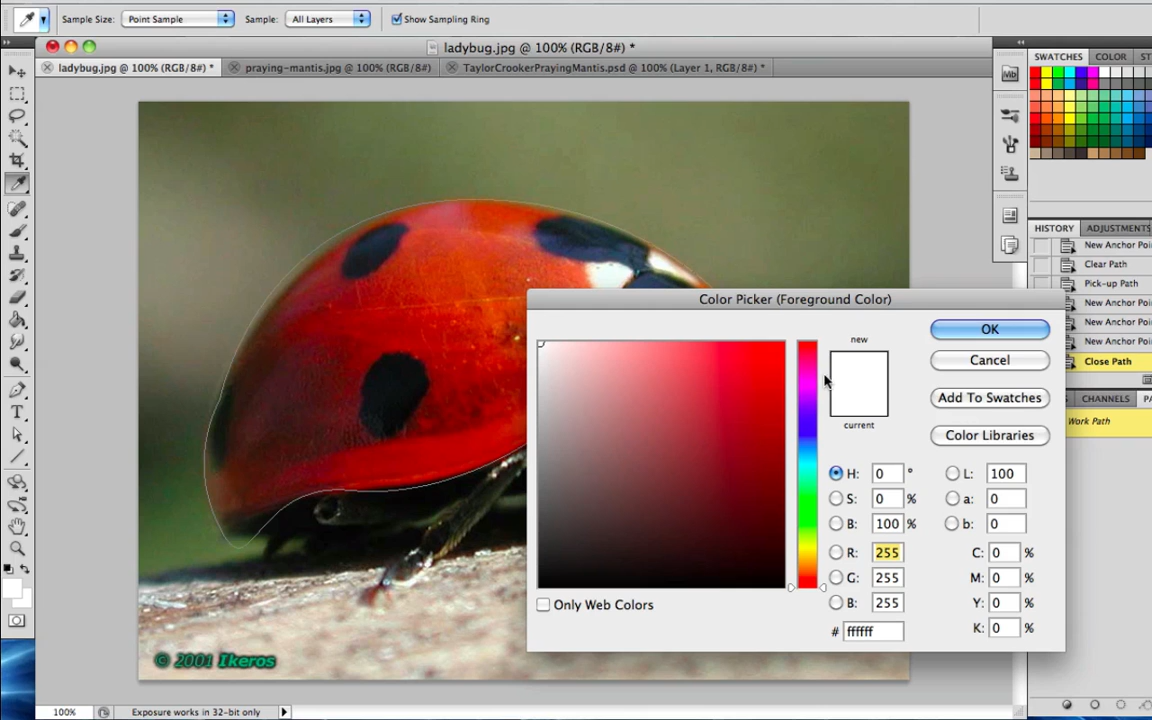 Sample Size: Point Sample Sample: All Layers Show Sampling Ring
ladybug.jpg @ 100% (RGB/8#) *
ladybug.jpg @ 100% (RGB/8#) * praying-mantis.jpg @ 100% (RGB/8#) TaylorCrookerPrayingMantis.psd @ 100% (Layer 1, RGB/8#) *
SWATCHES COLOR ST
Mb
HISTORY ADJUSTMENTS
New Anchor Poi
Clear Path
Pick-up Path
New Anchor Poi
New Anchor Poi
New Anchor Poi
Close Path
CHANNELS PA
Work Path
Color Picker (Foreground Color)
new
current
OK
Cancel
Add To Swatches
Color Libraries
H: 0 ° L: 100
S: 0 % a: 0
B: 100 % b: 0
R: 255 C: 0 %
G: 255 M: 0 %
B: 255 Y: 0 %
# ffffff K: 0 %
Only Web Colors
T
© 2001 Ikeros
100% Exposure works in 32-bit only